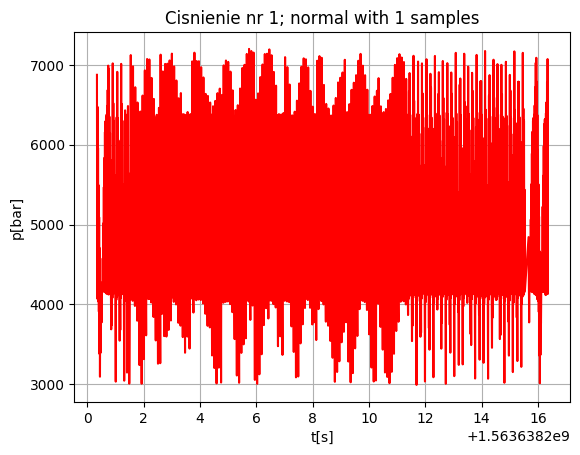 Cisnienie nr 1; normal with 1 samples
p[bar]
7000
6000
5000
4000
3000
0 2 4 6 8 10 12 14 16
t[s]
+1.5636382e9